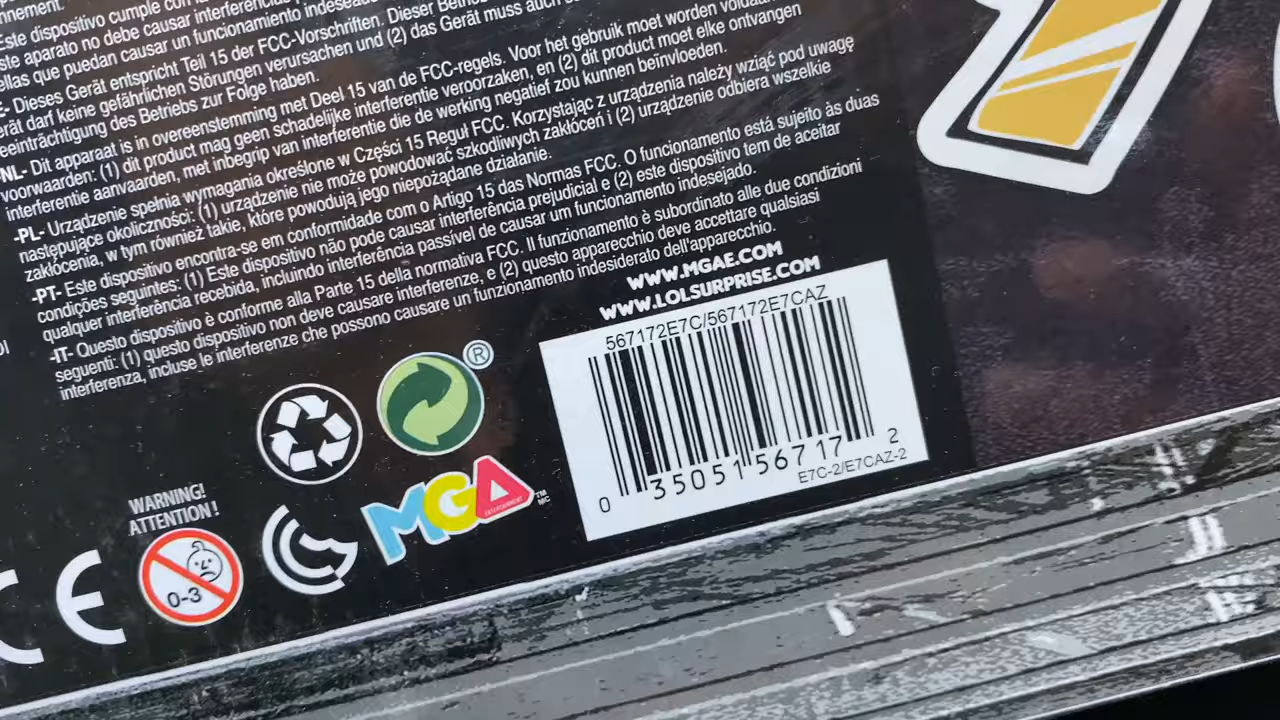 nnement.
Este dispositivo cumple con la
ste aparato no debe causar interferencias p
ellas que puedan causar un funcionamiento indesead
E- Dieses Gerät entspricht Teil 15 der FCC-Vorschriften. Dieser Betrieb
erät darf keine gefährlichen Störungen verursachen und (2) das Gerät muss auch
eeinträchtigung des Betriebs zur Folge haben.
-NL- Dit apparaat is in overeenstemming met Deel 15 van de FCC-regels. Voor het gebruik moet worden voldaan
voorwaarden: (1) dit product mag geen schadelijke interferentie veroorzaken, en (2) dit product moet elke ontvangen
interferentie aanvaarden, met inbegrip van interferentie die de werking negatief zou kunnen beïnvloeden.
-PL- Urządzenie spełnia wymagania określone w Części 15 Reguł FCC. Korzystając z urządzenia należy wziąć pod uwagę
następujące okoliczności: (1) urządzenie nie może powodować szkodliwych zakłóceń i (2) urządzenie odbiera wszelkie
zakłócenia, w tym również takie, które powodują jego niepożądane działanie.
-PT- Este dispositivo encontra-se em conformidade com o Artigo 15 das Normas FCC. O funcionamento está sujeito às duas
condições seguintes: (1) Este dispositivo não pode causar interferência prejudicial e (2) este dispositivo tem de aceitar
qualquer interferência recebida, incluindo interferência passível de causar um funcionamento indesejado.
-IT- Questo dispositivo è conforme alla Parte 15 della normativa FCC. Il funzionamento è subordinato alle due condizioni
seguenti: (1) questo dispositivo non deve causare interferenze, e (2) questo apparecchio deve accettare qualsiasi
interferenza, incluse le interferenze che possono causare un funzionamento indesiderato dell'apparecchio.
WWW.MGAE.COM
WWW.LOLSURPRISE.COM
567172E7C/567172E7CAZ
0 35051 56717 2
E7C-2/E7CAZ-2
®
MGA
ENTERTAINMENT
TM
MC
WARNING!
ATTENTION!
0-3
CE